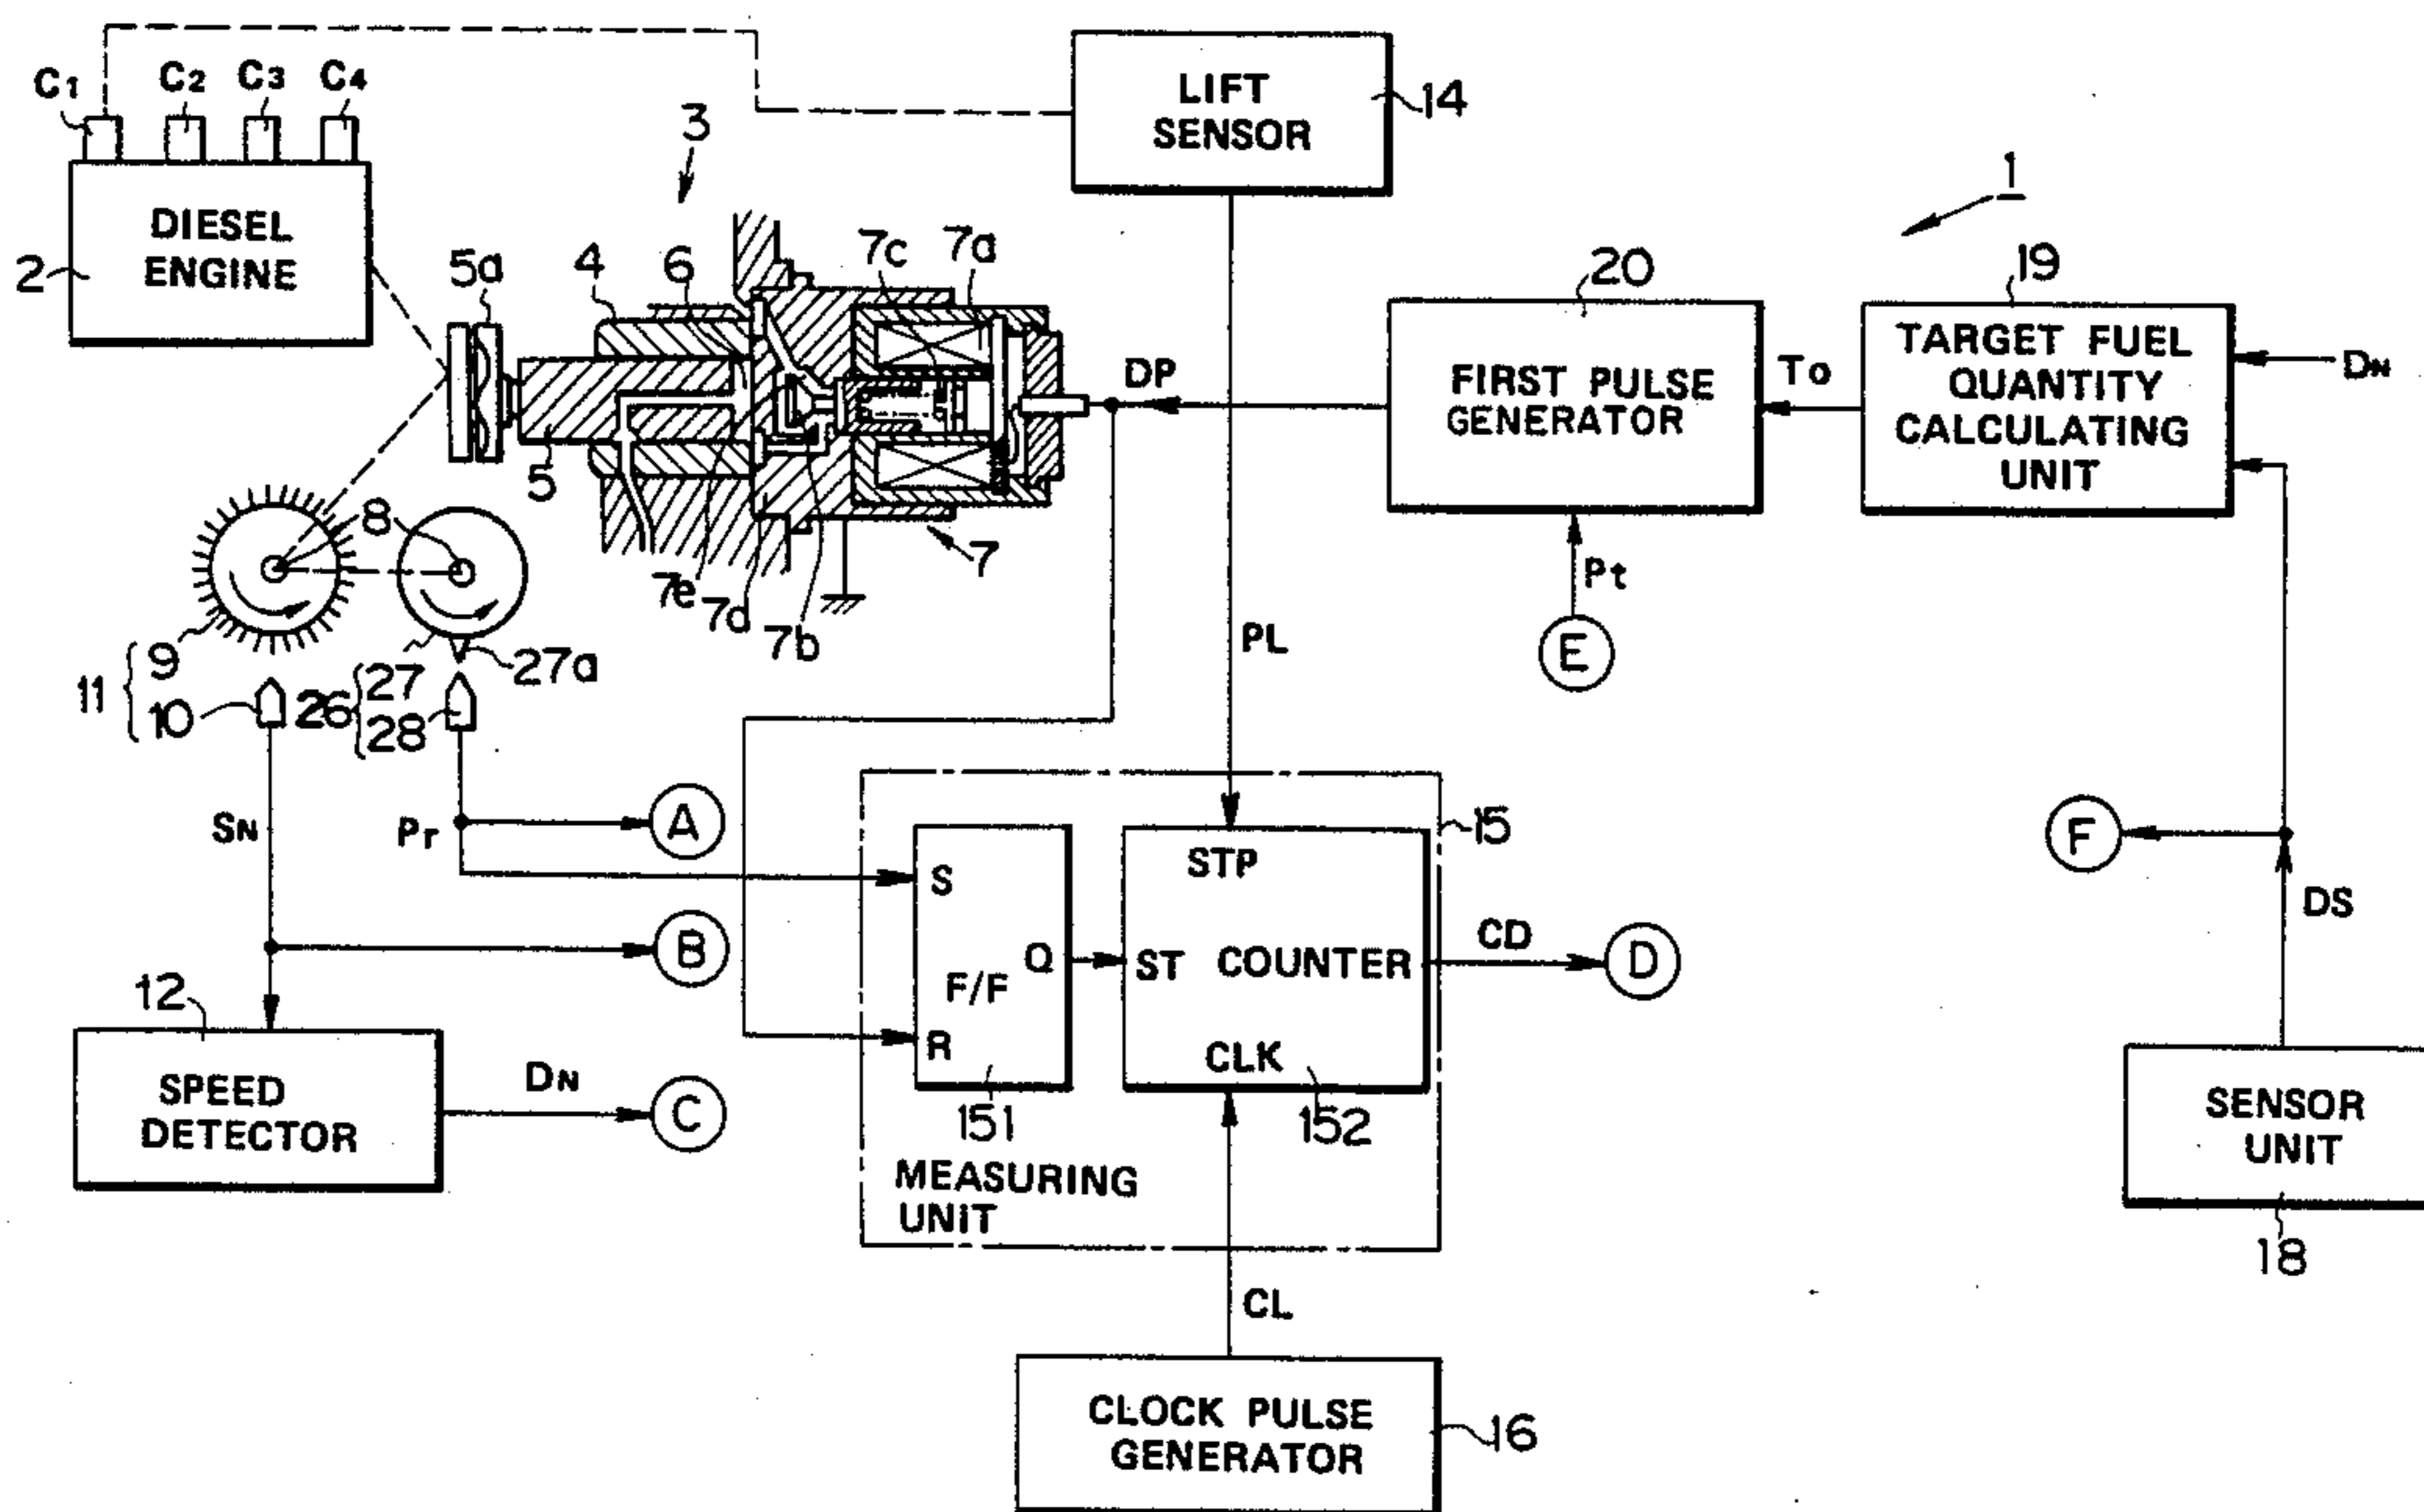 C1
C2
C3
C4
DIESEL
ENGINE
2
3
LIFT
SENSOR
14
1
5a
4
6
7c
7a
5
7e
7d
7b
7
DP
20
FIRST PULSE
GENERATOR
To
19
TARGET FUEL
QUANTITY
CALCULATING
UNIT
DN
Pt
E
8
9
10
11
26
27
28
27a
PL
SN
Pr
A
B
12
SPEED
DETECTOR
DN
C
S
R
Q
F/F
151
STP
ST COUNTER
CLK
152
15
MEASURING
UNIT
CD
D
F
DS
SENSOR
UNIT
18
CL
CLOCK PULSE
GENERATOR
16